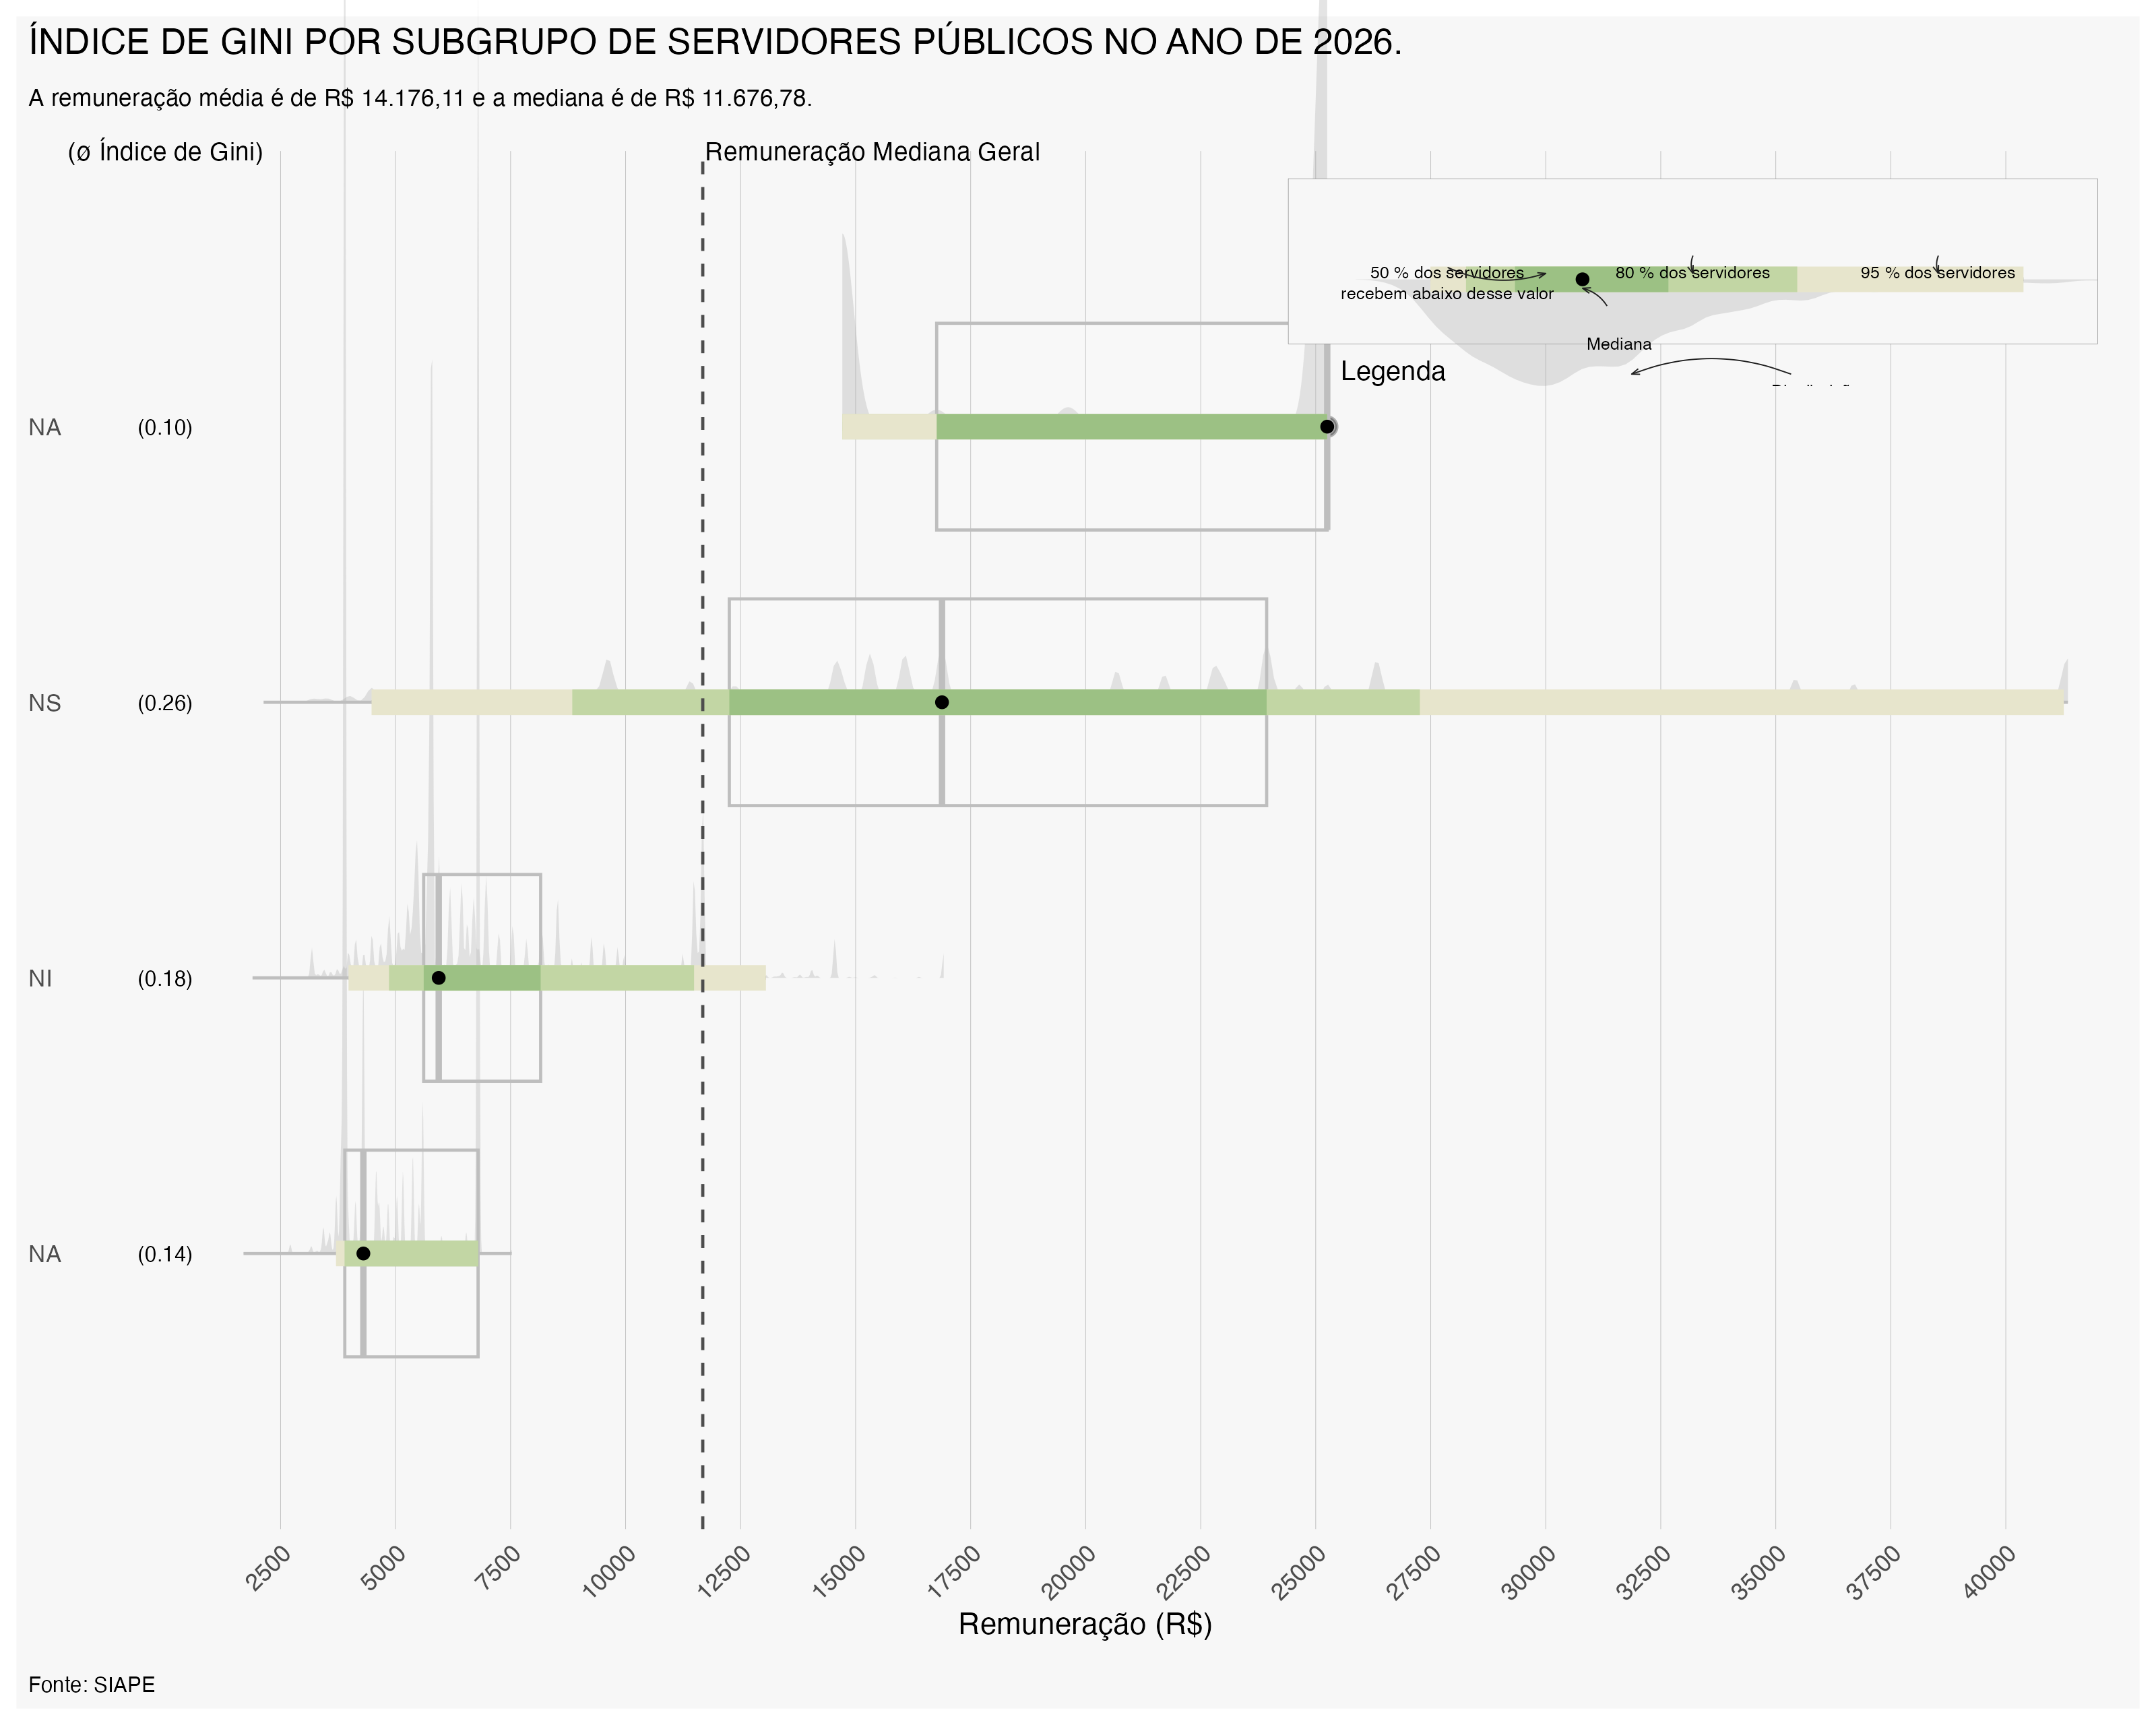 ÍNDICE DE GINI POR SUBGRUPO DE SERVIDORES PÚBLICOS NO ANO DE 2026.
A remuneração média é de R$ 14.176,11 e a mediana é de R$ 11.676,78.
(ø Índice de Gini)
Remuneração Mediana Geral
50 % dos servidores
recebem abaixo desse valor
80 % dos servidores
95 % dos servidores
Mediana
Legenda
NA (0.10)
NS (0.26)
NI (0.18)
NA (0.14)
2500 5000 7500 10000 12500 15000 17500 20000 22500 25000 27500 30000 32500 35000 37500 40000
Remuneração (R$)
Fonte: SIAPE